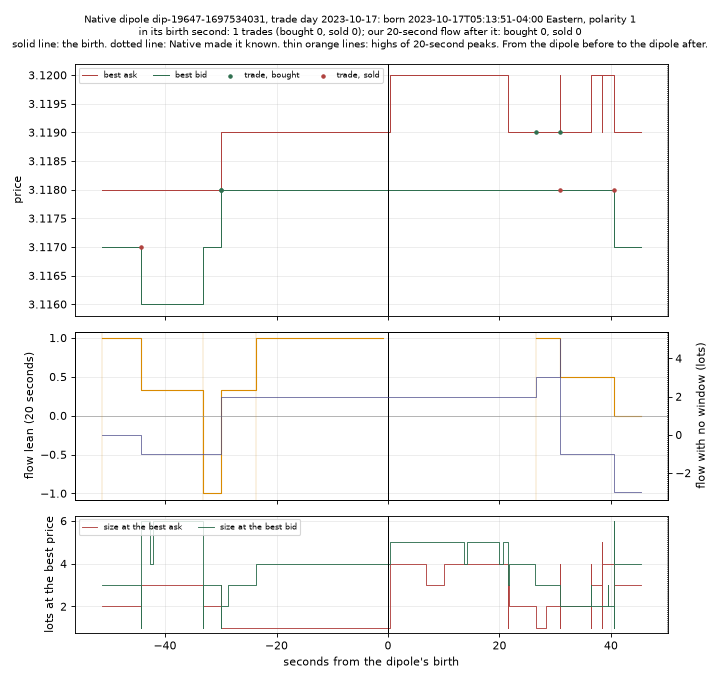 Native dipole dip-19647-1697534031, trade day 2023-10-17: born 2023-10-17T05:13:51-04:00 Eastern, polarity 1
in its birth second: 1 trades (bought 0, sold 0); our 20-second flow after it: bought 0, sold 0
solid line: the birth. dotted line: Native made it known. thin orange lines: highs of 20-second peaks. From the dipole before to the dipole after.
best ask
best bid
trade, bought
trade, sold
3.1200
3.1195
3.1190
3.1185
3.1180
3.1175
3.1170
3.1165
3.1160
price
1.0
0.5
0.0
−0.5
−1.0
flow lean (20 seconds)
4
2
0
−2
flow with no window (lots)
size at the best ask
size at the best bid
6
4
2
lots at the best price
−40
−20
0
20
40
seconds from the dipole's birth